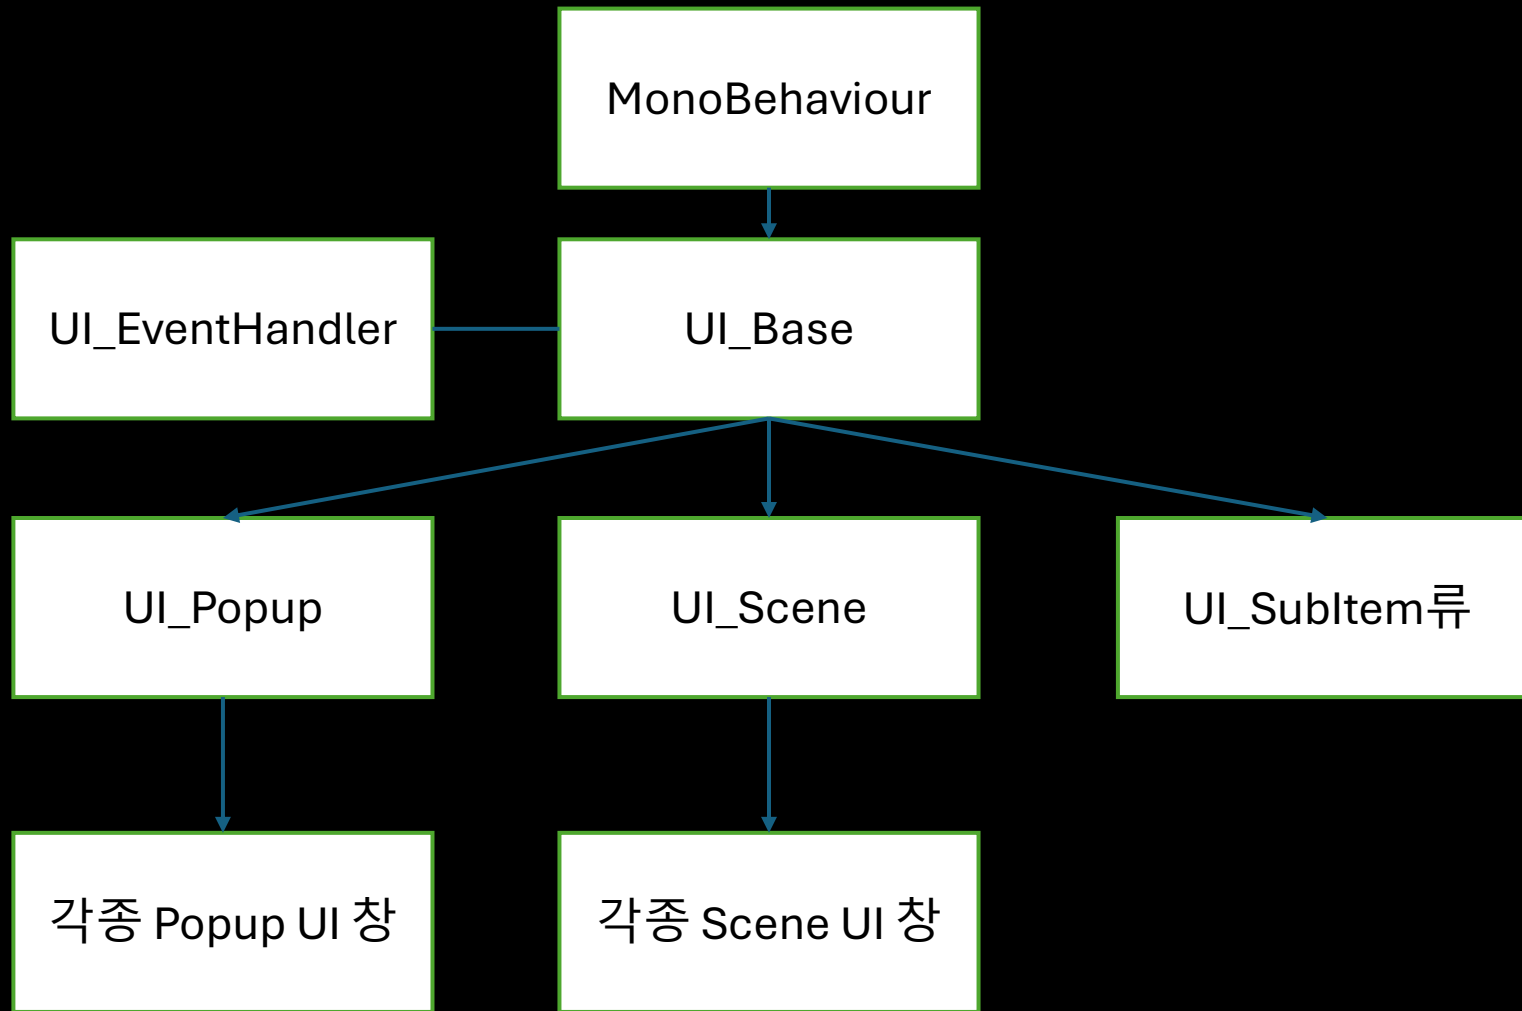 MonoBehaviour
UI_EventHandler
UI_Base
UI_Popup
UI_Scene
UI_SubItem류
각종 Popup UI 창
각종 Scene UI 창